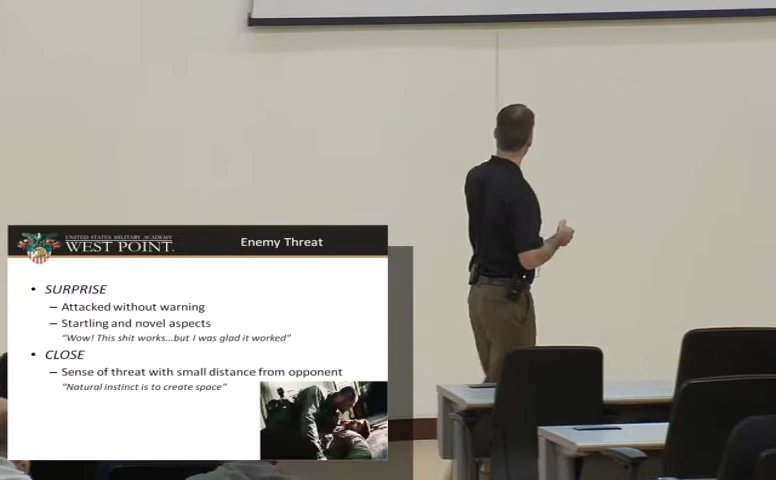 UNITED STATES MILITARY ACADEMY
WEST POINT.
Enemy Threat
• SURPRISE
– Attacked without warning
– Startling and novel aspects
“Wow! This shit works...but I was glad it worked”
• CLOSE
– Sense of threat with small distance from opponent
“Natural instinct is to create space”